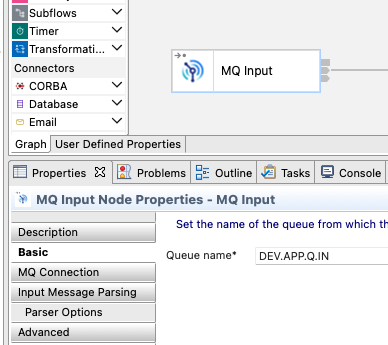 Subflows
Timer
Transformati...
Connectors
CORBA
Database
Email
MQ Input
Graph User Defined Properties
Properties Problems Outline Tasks Console
MQ Input Node Properties - MQ Input
Description
Basic
MQ Connection
Input Message Parsing
Parser Options
Advanced
Set the name of the queue from which th
Queue name* DEV.APP.Q.IN